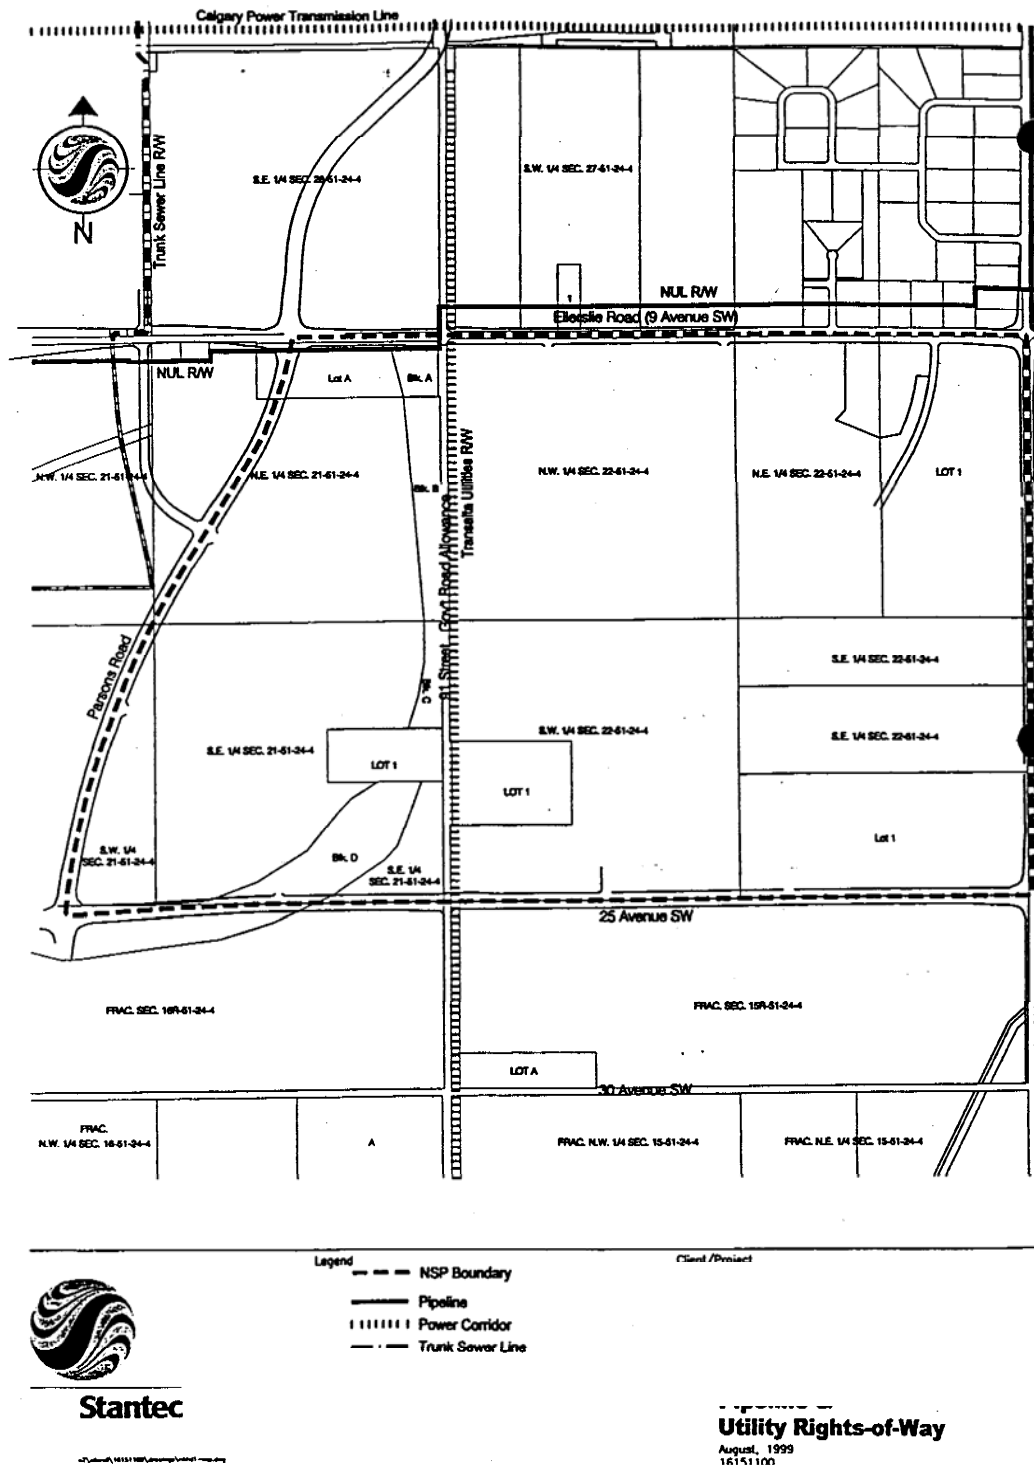 Calgary Power Transmission Line
Trunk Sewer Line R/W
N
S.E. 1/4 SEC. 28-51-24-4
S.W. 1/4 SEC. 27-51-24-4
1
NUL R/W
Ellerslie Road (9 Avenue SW)
NUL R/W
Lot A
Blk. A
N.W. 1/4 SEC. 21-51-24-4
N.E. 1/4 SEC. 21-51-24-4
Blk. B
91 Street Govt Road Allowance
Transalta Utilities R/W
N.W. 1/4 SEC. 22-51-24-4
N.E. 1/4 SEC. 22-51-24-4
LOT 1
Parsons Road
Blk. C
S.E. 1/4 SEC. 22-51-24-4
S.E. 1/4 SEC. 21-51-24-4
LOT 1
S.W. 1/4 SEC. 22-51-24-4
LOT 1
S.E. 1/4 SEC. 22-51-24-4
Lot 1
S.W. 1/4
SEC. 21-51-24-4
Blk. D
S.E. 1/4
SEC. 21-51-24-4
25 Avenue SW
FRAC. SEC. 16R-51-24-4
FRAC. SEC. 15R-51-24-4
LOT A
30 Avenue SW
FRAC.
N.W. 1/4 SEC. 16-51-24-4
A
FRAC. N.W. 1/4 SEC. 15-51-24-4
FRAC. N.E. 1/4 SEC. 15-51-24-4
Legend
NSP Boundary
Pipeline
Power Corridor
Trunk Sewer Line
Client/Project
Stantec
Utility Rights-of-Way
August, 1999
16151100